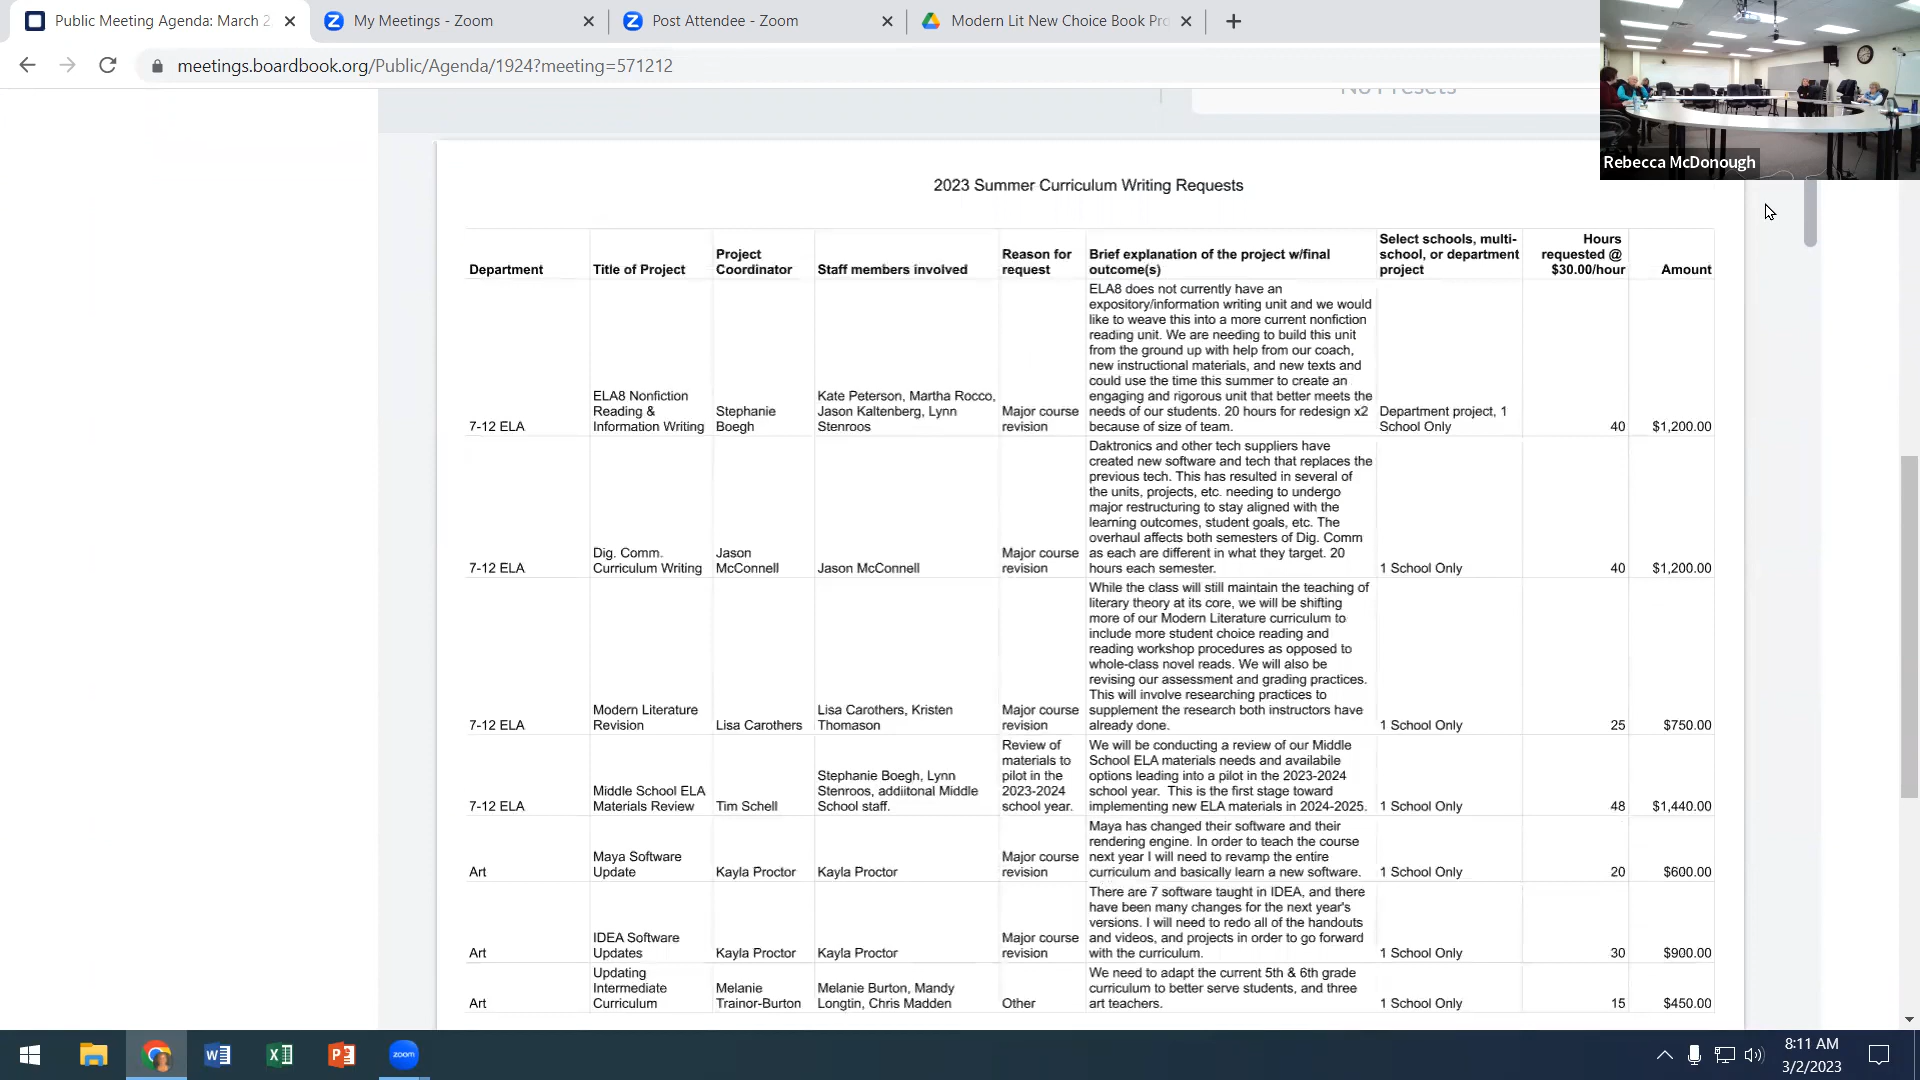 Public Meeting Agenda: March 2
My Meetings - Zoom
Post Attendee - Zoom
Modern Lit New Choice Book Pro
meetings.boardbook.org/Public/Agenda/1924?meeting=571212
No Presets
Rebecca McDonough
2023 Summer Curriculum Writing Requests
Department
Title of Project
Project
Coordinator
Staff members involved
Reason for
request
Brief explanation of the project w/final
outcome(s)
Select schools, multi-
school, or department
project
Hours
requested @
$30.00/hour
Amount
7-12 ELA
ELA8 Nonfiction
Reading &
Information Writing
Stephanie
Boegh
Kate Peterson, Martha Rocco,
Jason Kaltenberg, Lynn
Stenroos
Major course
revision
ELA8 does not currently have an
expository/information writing unit and we would
like to weave this into a more current nonfiction
reading unit. We are needing to build this unit
from the ground up with help from our coach,
new instructional materials, and new texts and
could use the time this summer to create an
engaging and rigorous unit that better meets the
needs of our students. 20 hours for redesign x2
because of size of team.
Department project, 1
School Only
40
$1,200.00
7-12 ELA
Dig. Comm.
Curriculum Writing
Jason
McConnell
Jason McConnell
Major course
revision
Daktronics and other tech suppliers have
created new software and tech that replaces the
previous tech. This has resulted in several of
the units, projects, etc. needing to undergo
major restructuring to stay aligned with the
learning outcomes, student goals, etc. The
overhaul affects both semesters of Dig. Comm
as each are different in what they target. 20
hours each semester.
1 School Only
40
$1,200.00
7-12 ELA
Modern Literature
Revision
Lisa Carothers
Lisa Carothers, Kristen
Thomason
Major course
revision
While the class will still maintain the teaching of
literary theory at its core, we will be shifting
more of our Modern Literature curriculum to
include more student choice reading and
reading workshop procedures as opposed to
whole-class novel reads. We will also be
revising our assessment and grading practices.
This will involve researching practices to
supplement the research both instructors have
already done.
1 School Only
25
$750.00
7-12 ELA
Middle School ELA
Materials Review
Tim Schell
Stephanie Boegh, Lynn
Stenroos, addiitonal Middle
School staff.
Review of
materials to
pilot in the
2023-2024
school year.
We will be conducting a review of our Middle
School ELA materials needs and availabile
options leading into a pilot in the 2023-2024
school year.  This is the first stage toward
implementing new ELA materials in 2024-2025.
1 School Only
48
$1,440.00
Art
Maya Software
Update
Kayla Proctor
Kayla Proctor
Major course
revision
Maya has changed their software and their
rendering engine. In order to teach the course
next year I will need to revamp the entire
curriculum and basically learn a new software.
1 School Only
20
$600.00
Art
IDEA Software
Updates
Kayla Proctor
Kayla Proctor
Major course
revision
There are 7 software taught in IDEA, and there
have been many changes for the next year's
versions. I will need to redo all of the handouts
and videos, and projects in order to go forward
with the curriculum.
1 School Only
30
$900.00
Art
Updating
Intermediate
Curriculum
Melanie
Trainor-Burton
Melanie Burton, Mandy
Longtin, Chris Madden
Other
We need to adapt the current 5th & 6th grade
curriculum to better serve students, and three
art teachers.
1 School Only
15
$450.00
zoom
8:11 AM
3/2/2023